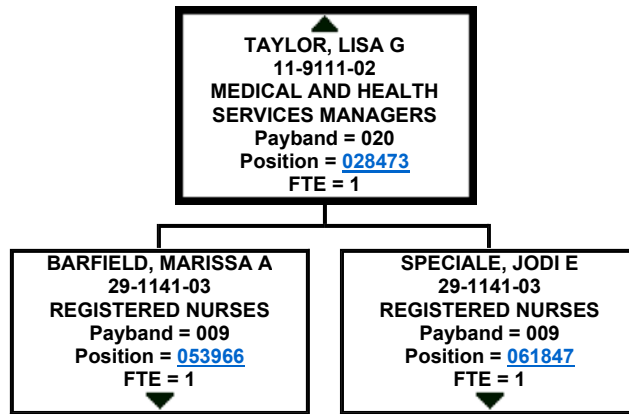 TAYLOR, LISA G
11-9111-02
MEDICAL AND HEALTH
SERVICES MANAGERS
Payband = 020
Position = 028473
FTE = 1
BARFIELD, MARISSA A
29-1141-03
REGISTERED NURSES
Payband = 009
Position = 053966
FTE = 1
SPECIALE, JODI E
29-1141-03
REGISTERED NURSES
Payband = 009
Position = 061847
FTE = 1